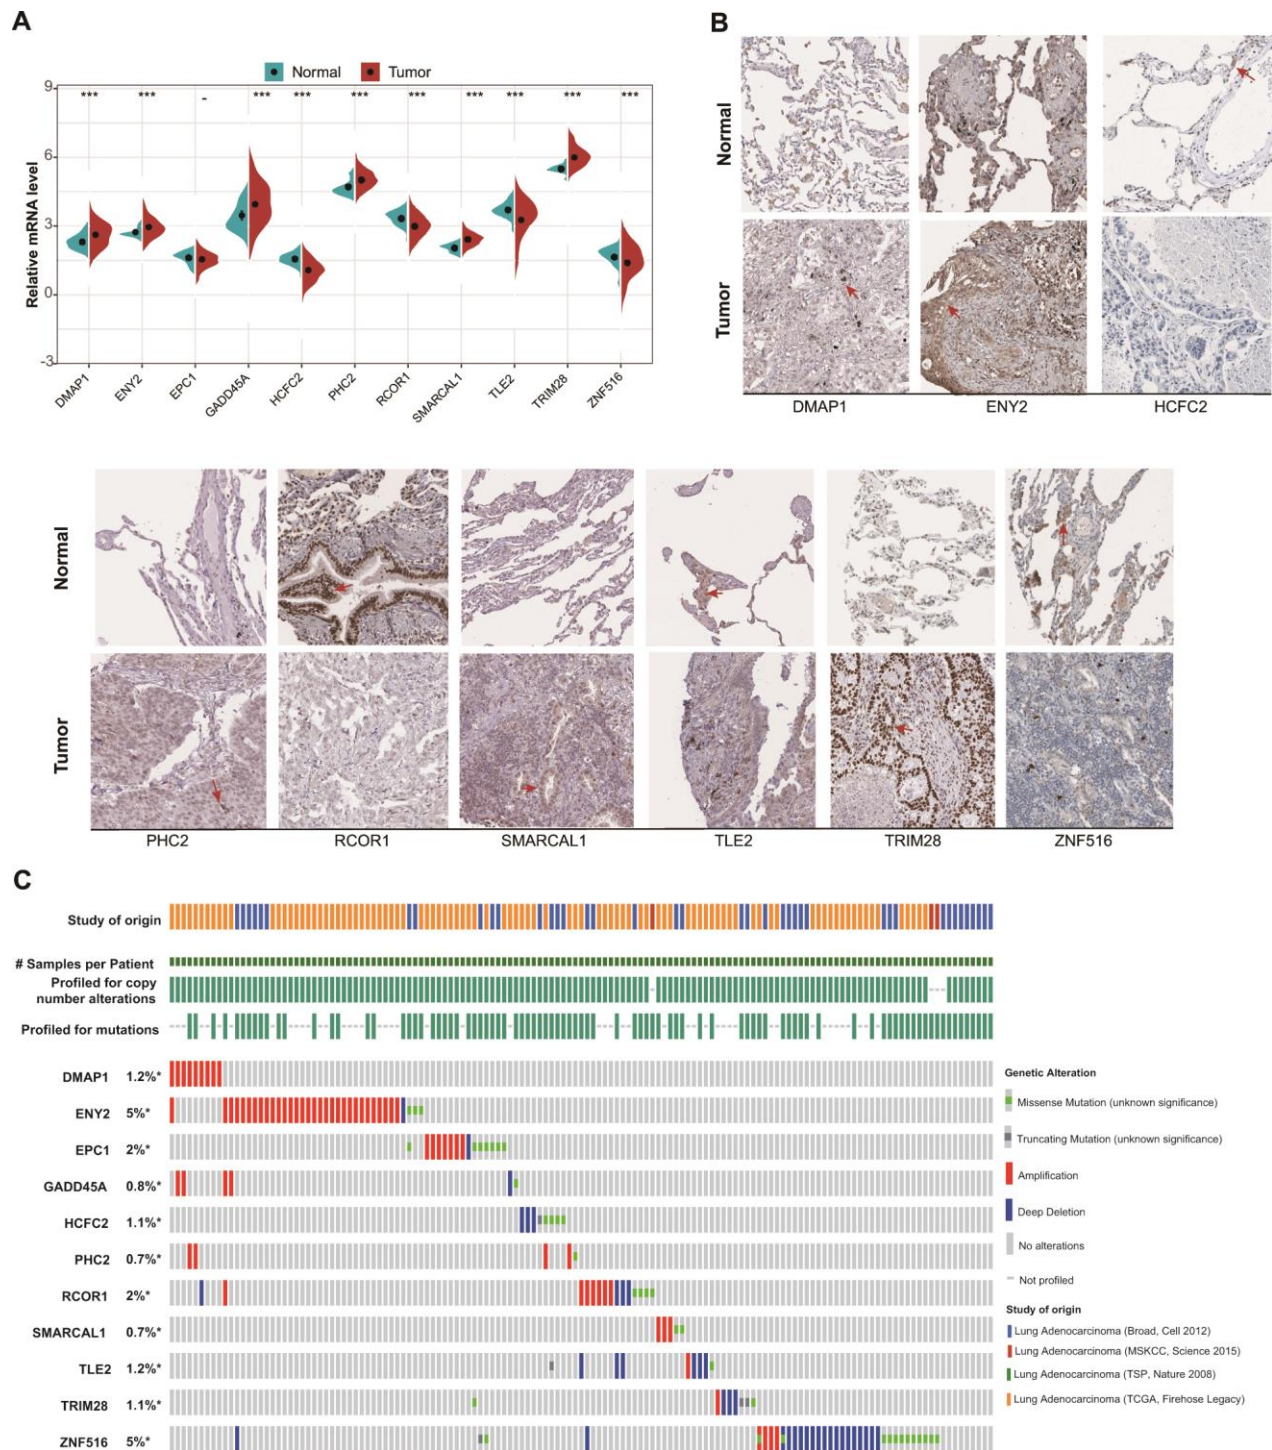 A
Normal Tumor
Relative mRNA level
9
6
3
0
-3
*** *** - *** *** *** *** *** *** *** ***
DMAP1 ENY2 EPC1 GADD45A HCFC2 PHC2 RCOR1 SMARCAL1 TLE2 TRIM28 ZNF516
B
Normal
Tumor
DMAP1 ENY2 HCFC2
Normal
Tumor
PHC2 RCOR1 SMARCAL1 TLE2 TRIM28 ZNF516
C
Study of origin
# Samples per Patient
Profiled for copy
number alterations
Profiled for mutations
DMAP1 1.2%*
ENY2 5%*
EPC1 2%*
GADD45A 0.8%*
HCFC2 1.1%*
PHC2 0.7%*
RCOR1 2%*
SMARCAL1 0.7%*
TLE2 1.2%*
TRIM28 1.1%*
ZNF516 5%*
Genetic Alteration
Missense Mutation (unknown significance)
Truncating Mutation (unknown significance)
Amplification
Deep Deletion
No alterations
Not profiled
Study of origin
Lung Adenocarcinoma (Broad, Cell 2012)
Lung Adenocarcinoma (MSKCC, Science 2015)
Lung Adenocarcinoma (TSP, Nature 2008)
Lung Adenocarcinoma (TCGA, Firehose Legacy)